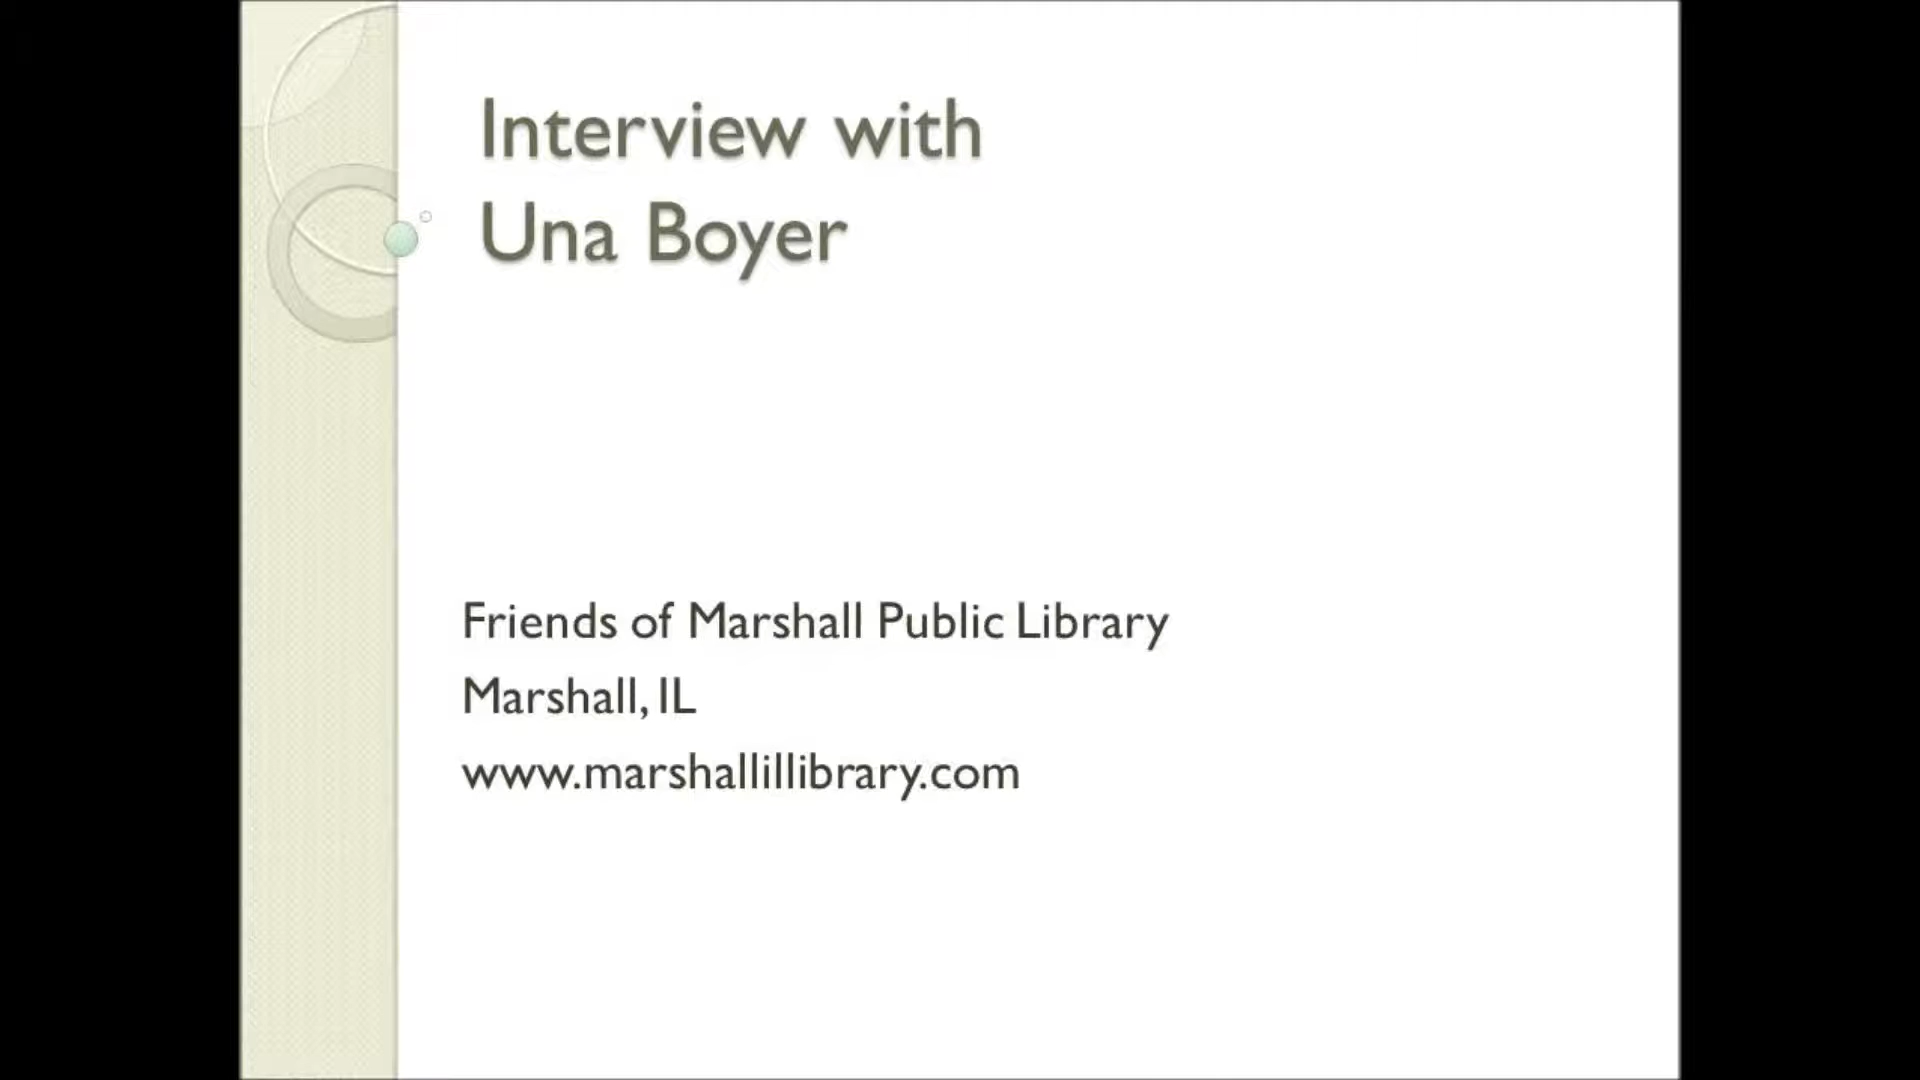 Interview with
Una Boyer
Friends of Marshall Public Library
Marshall, IL
www.marshallillibrary.com